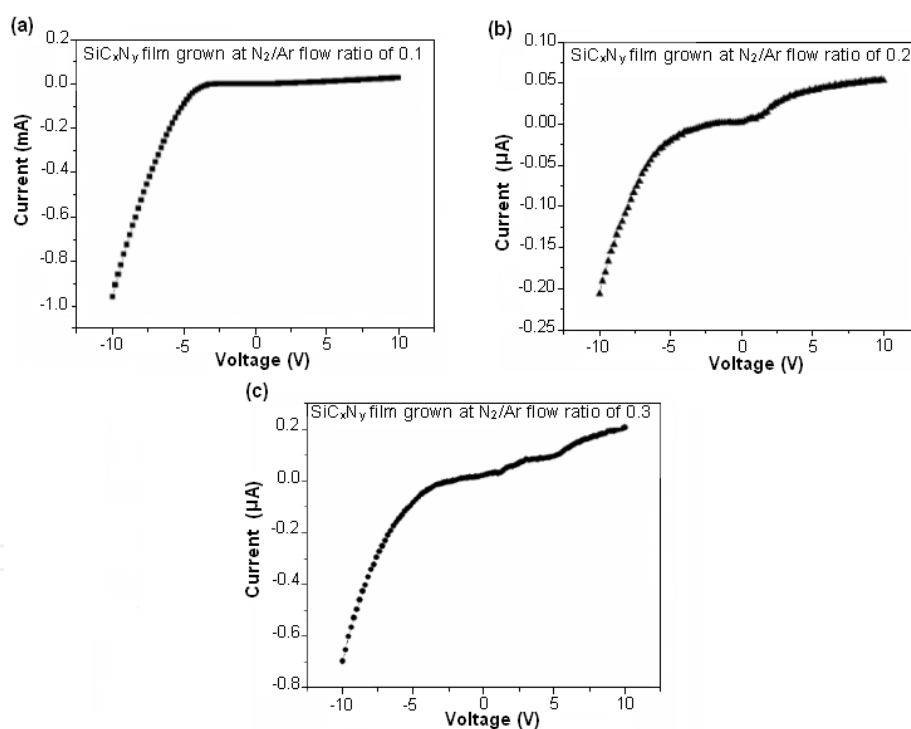 (a)
SiCxNy film grown at N2/Ar flow ratio of 0.1
0.2
0.0
-0.2
-0.4
-0.6
-0.8
-1.0
Current (mA)
-10 -5 0 5 10
Voltage (V)
(b)
SiCxNy film grown at N2/Ar flow ratio of 0.2
0.10
0.05
0.00
-0.05
-0.10
-0.15
-0.20
-0.25
Current (µA)
-10 -5 0 5 10
Voltage (V)
(c)
SiCxNy film grown at N2/Ar flow ratio of 0.3
0.2
0.0
-0.2
-0.4
-0.6
-0.8
Current (µA)
-10 -5 0 5 10
Voltage (V)